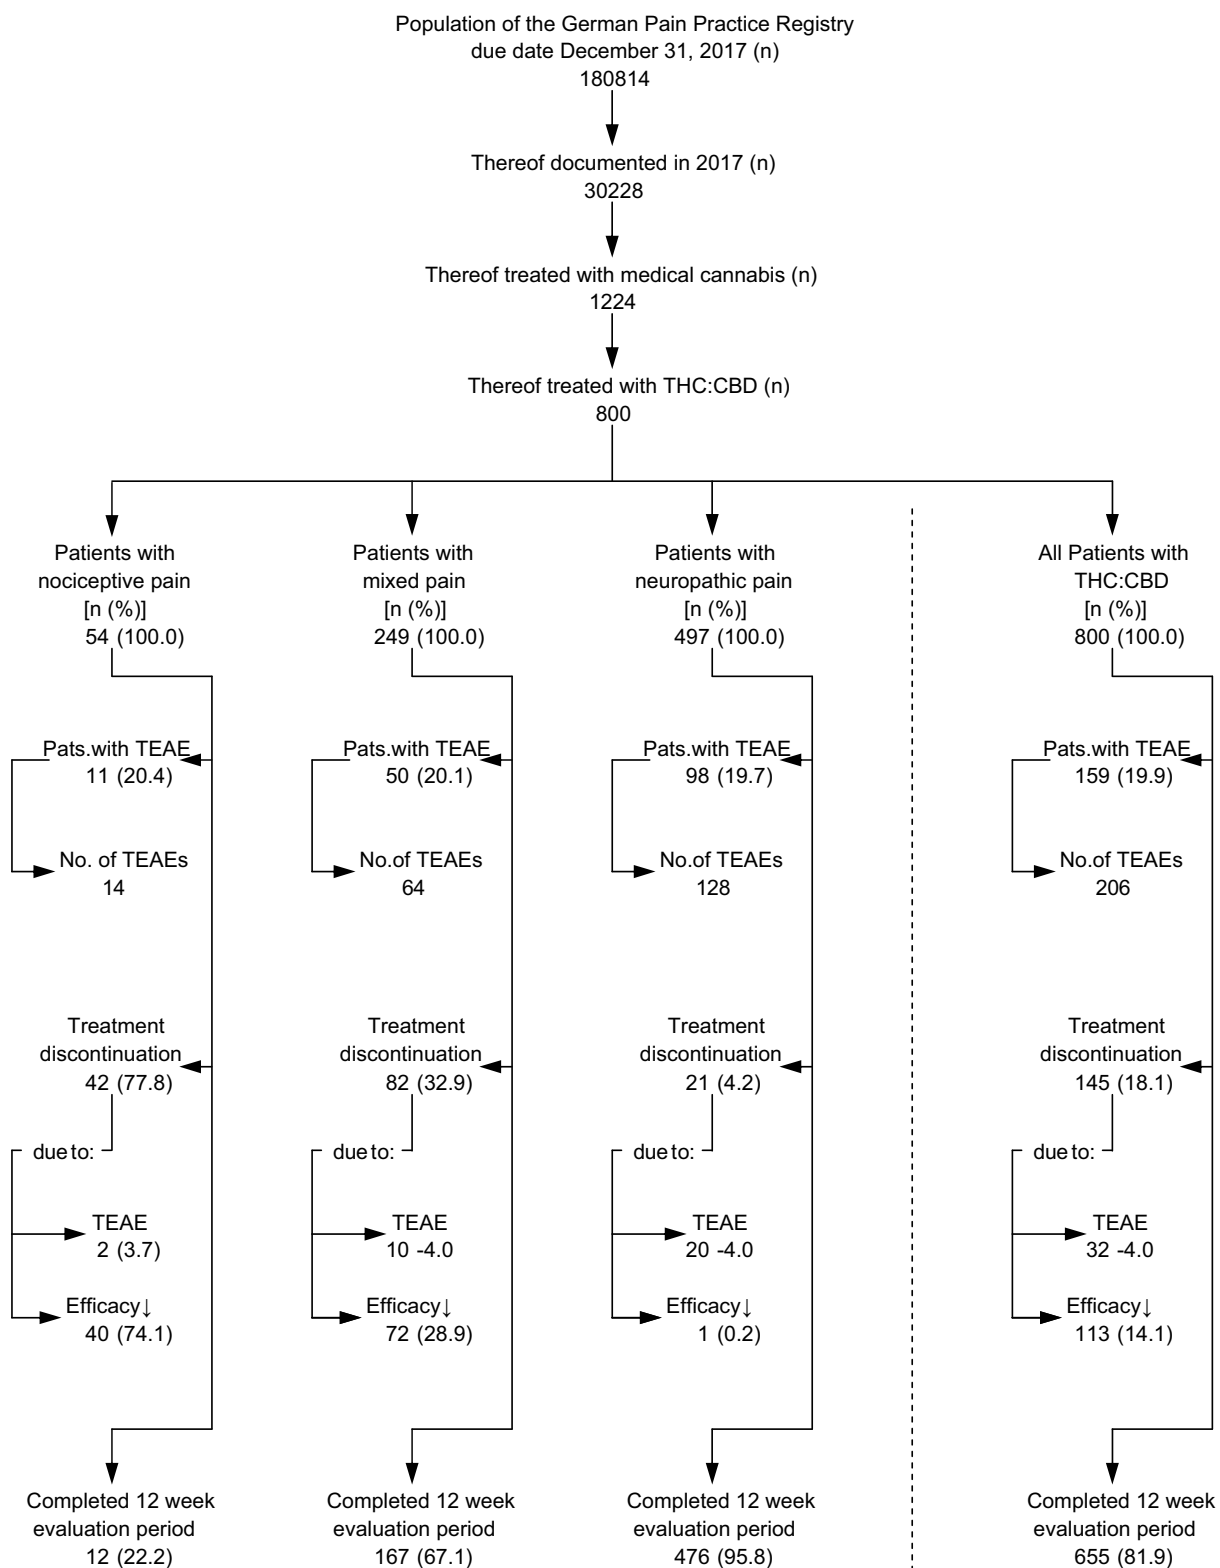 Population of the German Pain Practice Registry
due date December 31, 2017 (n)
180814
Thereof documented in 2017 (n)
30228
Thereof treated with medical cannabis (n)
1224
Thereof treated with THC:CBD (n)
800
Patients with
nociceptive pain
[n (%)]
54 (100.0)
Pats.with TEAE
11 (20.4)
No. of TEAEs
14
Treatment
discontinuation
42 (77.8)
due to:
TEAE
2 (3.7)
Efficacy↓
40 (74.1)
Completed 12 week
evaluation period
12 (22.2)
Patients with
mixed pain
[n (%)]
249 (100.0)
Pats.with TEAE
50 (20.1)
No.of TEAEs
64
Treatment
discontinuation
82 (32.9)
due to:
TEAE
10 -4.0
Efficacy↓
72 (28.9)
Completed 12 week
evaluation period
167 (67.1)
Patients with
neuropathic pain
[n (%)]
497 (100.0)
Pats.with TEAE
98 (19.7)
No.of TEAEs
128
Treatment
discontinuation
21 (4.2)
due to:
TEAE
20 -4.0
Efficacy↓
1 (0.2)
Completed 12 week
evaluation period
476 (95.8)
All Patients with
THC:CBD
[n (%)]
800 (100.0)
Pats.with TEAE
159 (19.9)
No.of TEAEs
206
Treatment
discontinuation
145 (18.1)
due to:
TEAE
32 -4.0
Efficacy↓
113 (14.1)
Completed 12 week
evaluation period
655 (81.9)